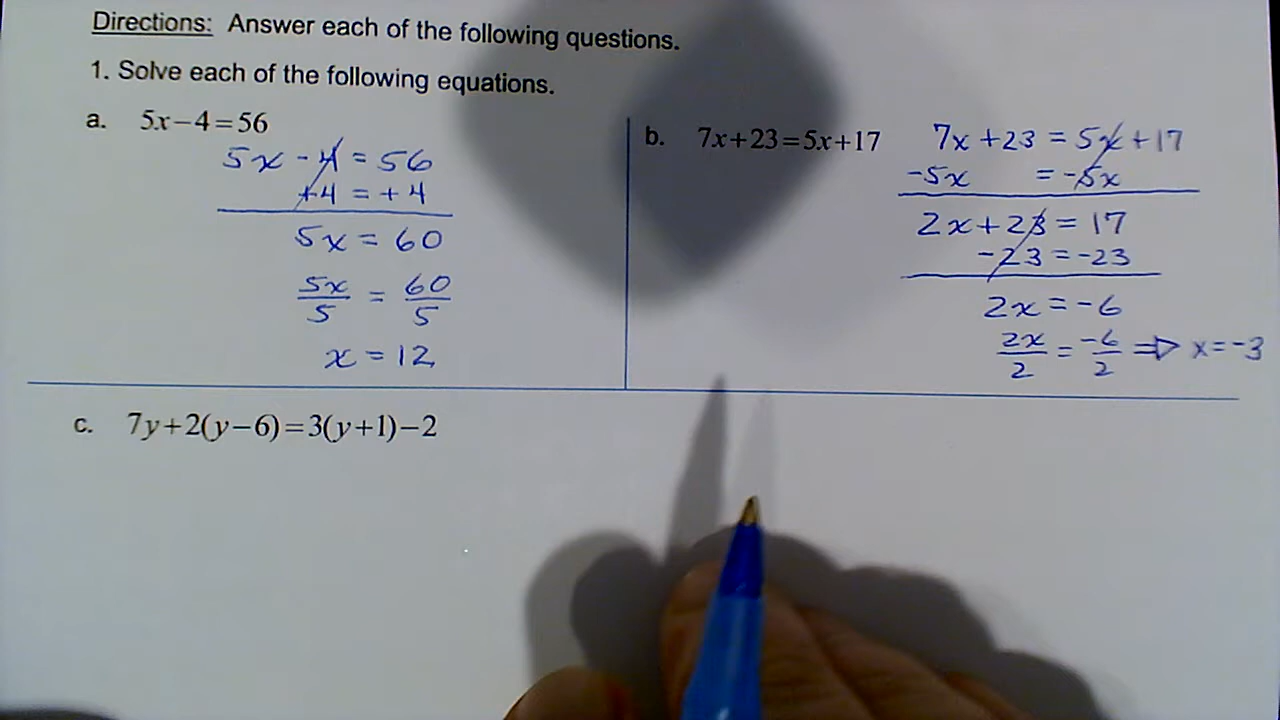 Directions: Answer each of the following questions.
1. Solve each of the following equations.
a. 5x−4=56
5x - 4 = 56
+4 = +4
5x = 60
5x/5 = 60/5
x = 12
b. 7x+23=5x+17
7x +23 = 5x +17
-5x = -5x
2x+23 = 17
-23 = -23
2x = -6
2x/2 = -6/2 ⇒ x = -3
c. 7y+2(y−6)=3(y+1)−2